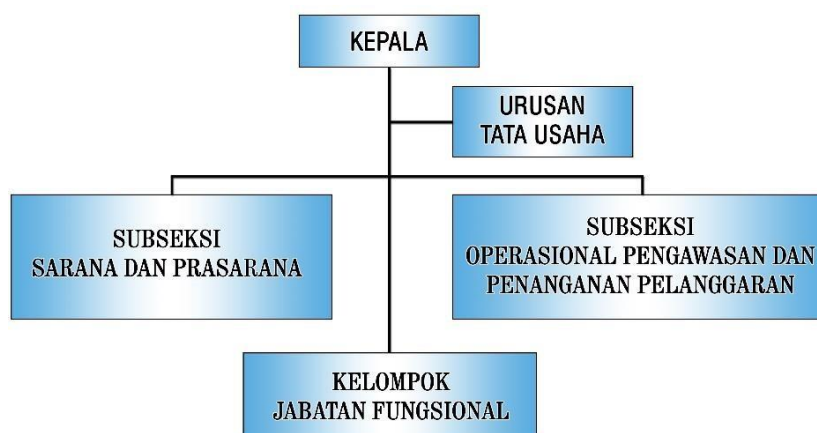 KEPALA
URUSAN
TATA USAHA
SUBSEKSI
SARANA DAN PRASARANA
SUBSEKSI
OPERASIONAL PENGAWASAN DAN
PENANGANAN PELANGGARAN
KELOMPOK
JABATAN FUNGSIONAL